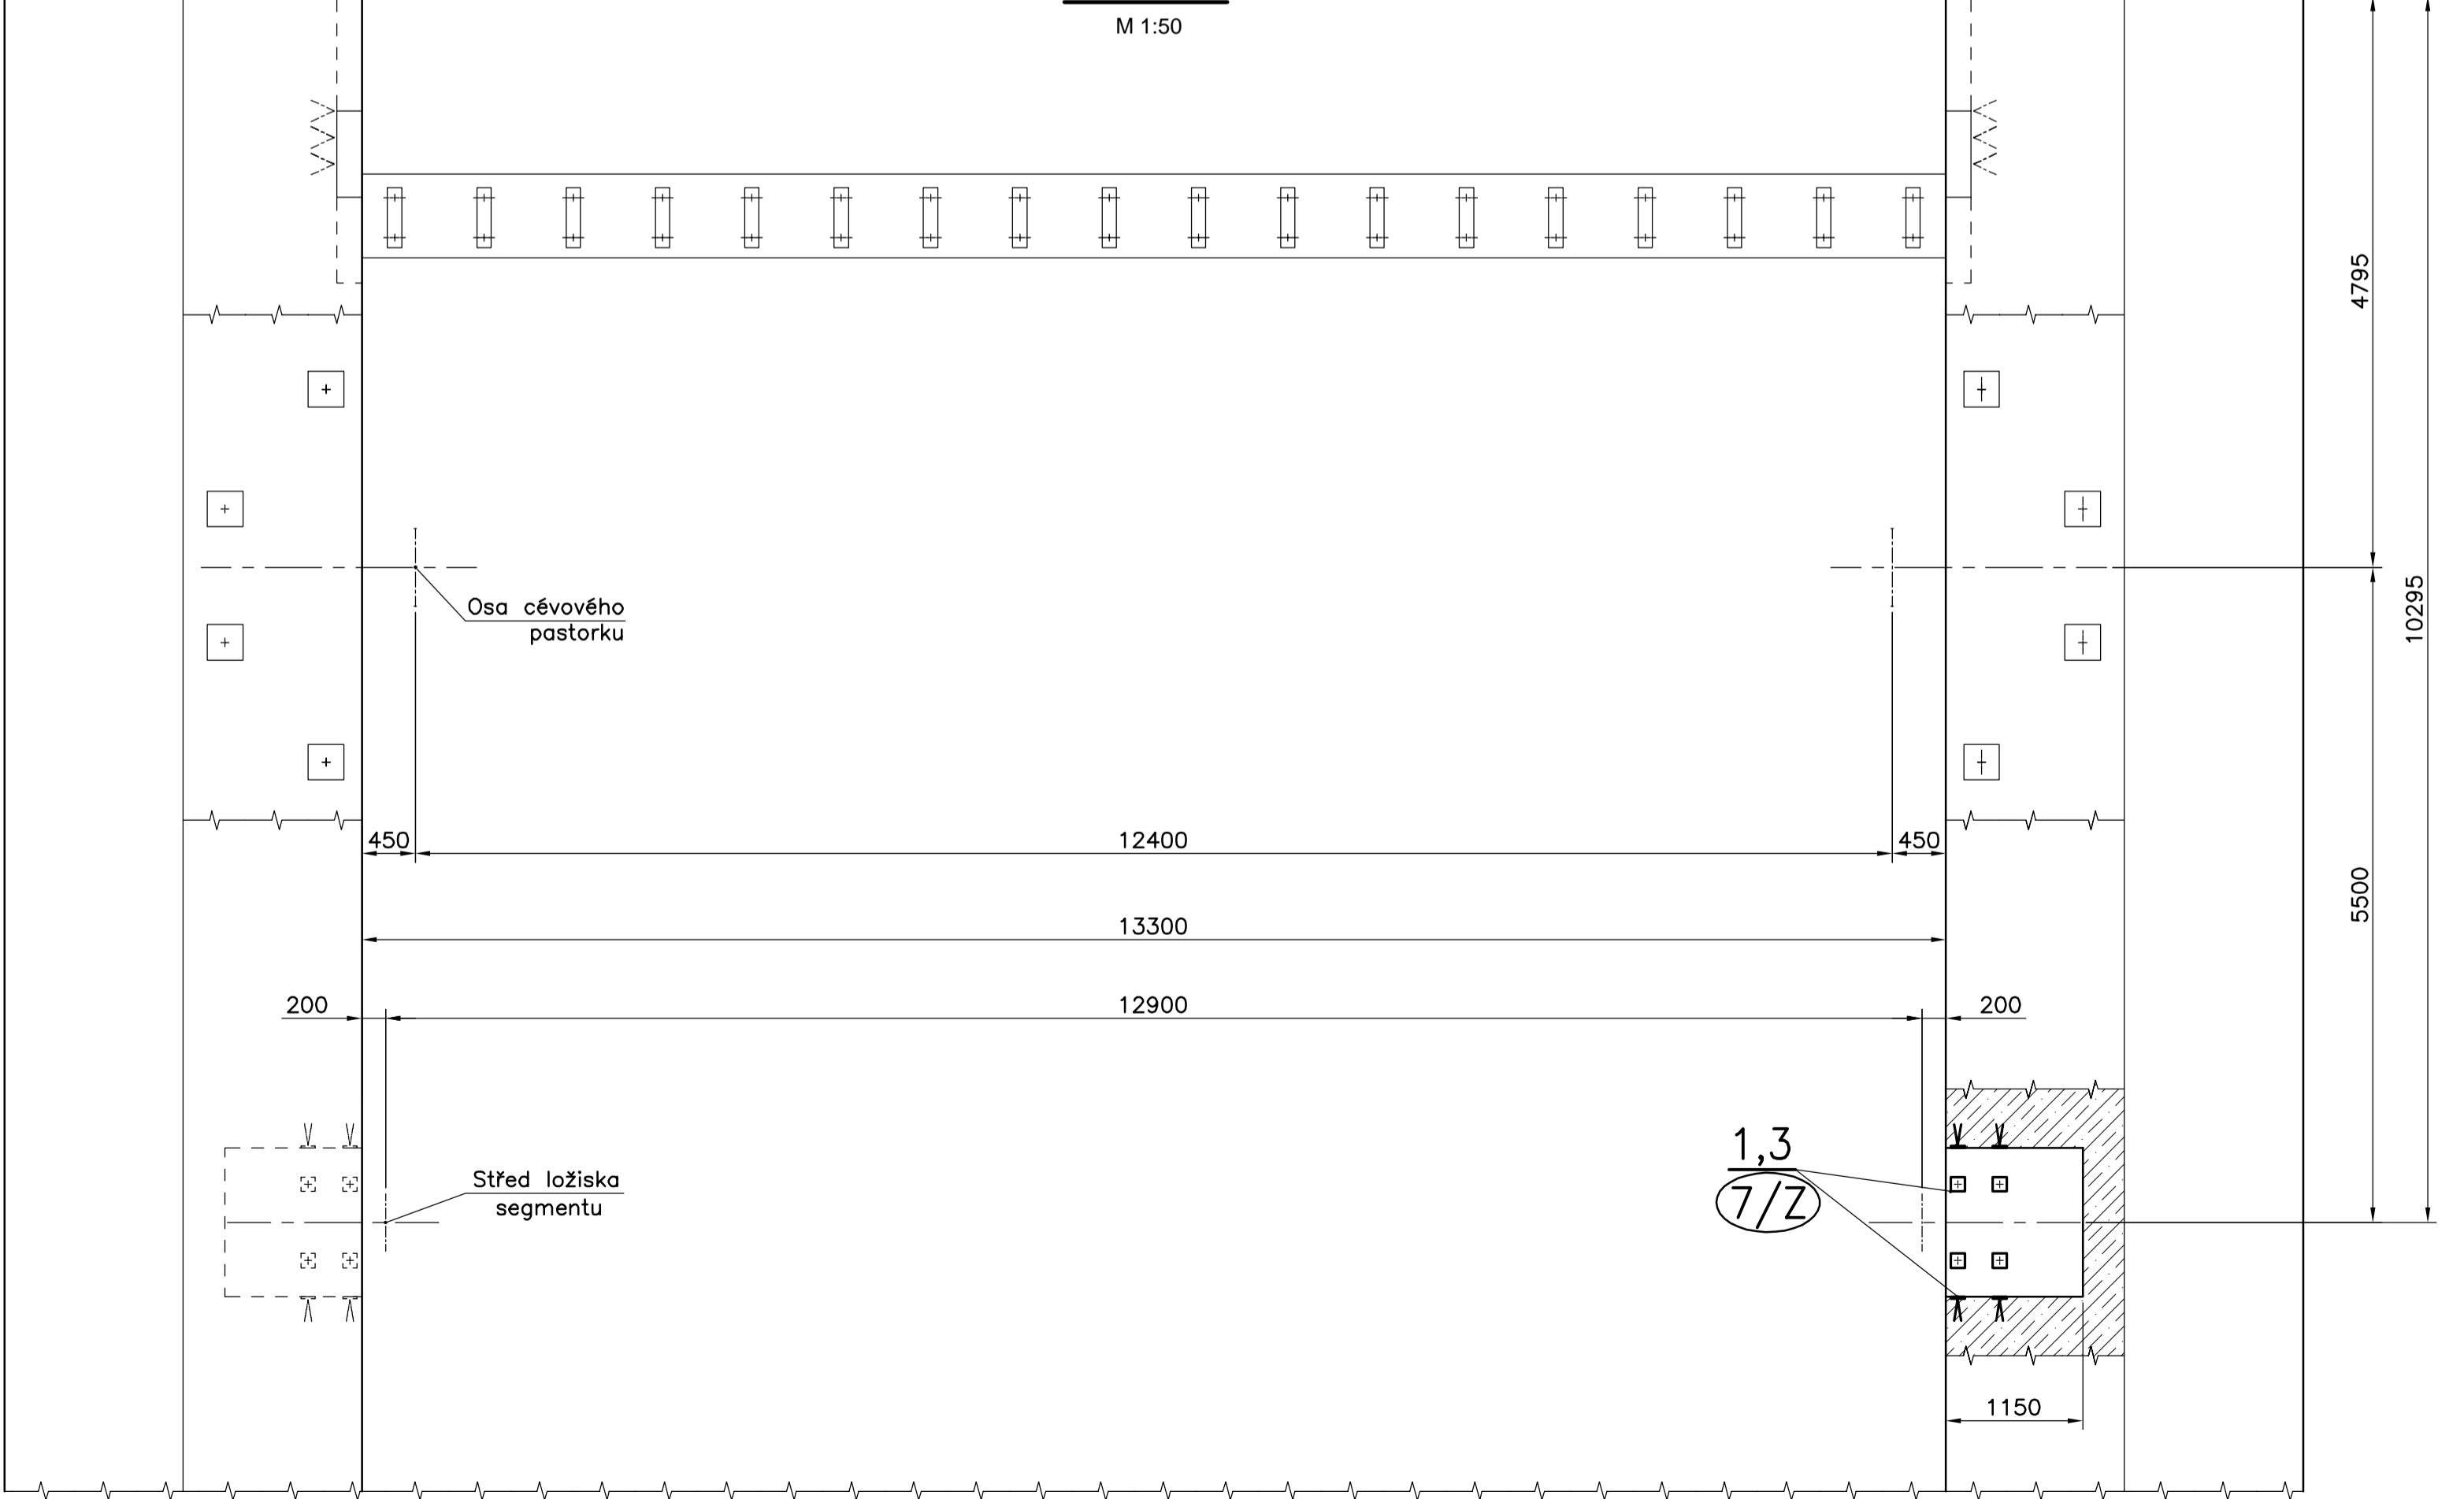 M 1:50
4795
10295
Osa cévového
pastorku
450
12400
450
5500
13300
200
12900
200
1,3
7/Z
Střed ložiska
segmentu
1150